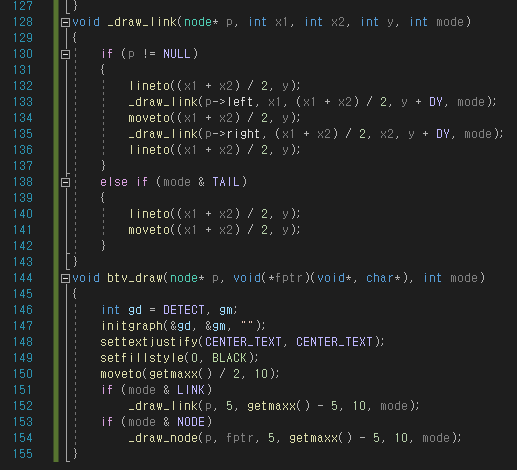 127 }
128 void _draw_link(node* p, int x1, int x2, int y, int mode)
129 {
130 if (p != NULL)
131 {
132 lineto((x1 + x2) / 2, y);
133 _draw_link(p->left, x1, (x1 + x2) / 2, y + DY, mode);
134 moveto((x1 + x2) / 2, y);
135 _draw_link(p->right, (x1 + x2) / 2, x2, y + DY, mode);
136 lineto((x1 + x2) / 2, y);
137 }
138 else if (mode & TAIL)
139 {
140 lineto((x1 + x2) / 2, y);
141 moveto((x1 + x2) / 2, y);
142 }
143 }
144 void btv_draw(node* p, void(*fptr)(void*, char*), int mode)
145 {
146 int gd = DETECT, gm;
147 initgraph(&gd, &gm, "");
148 settextjustify(CENTER_TEXT, CENTER_TEXT);
149 setfillstyle(0, BLACK);
150 moveto(getmaxx() / 2, 10);
151 if (mode & LINK)
152 _draw_link(p, 5, getmaxx() - 5, 10, mode);
153 if (mode & NODE)
154 _draw_node(p, fptr, 5, getmaxx() - 5, 10, mode);
155 }